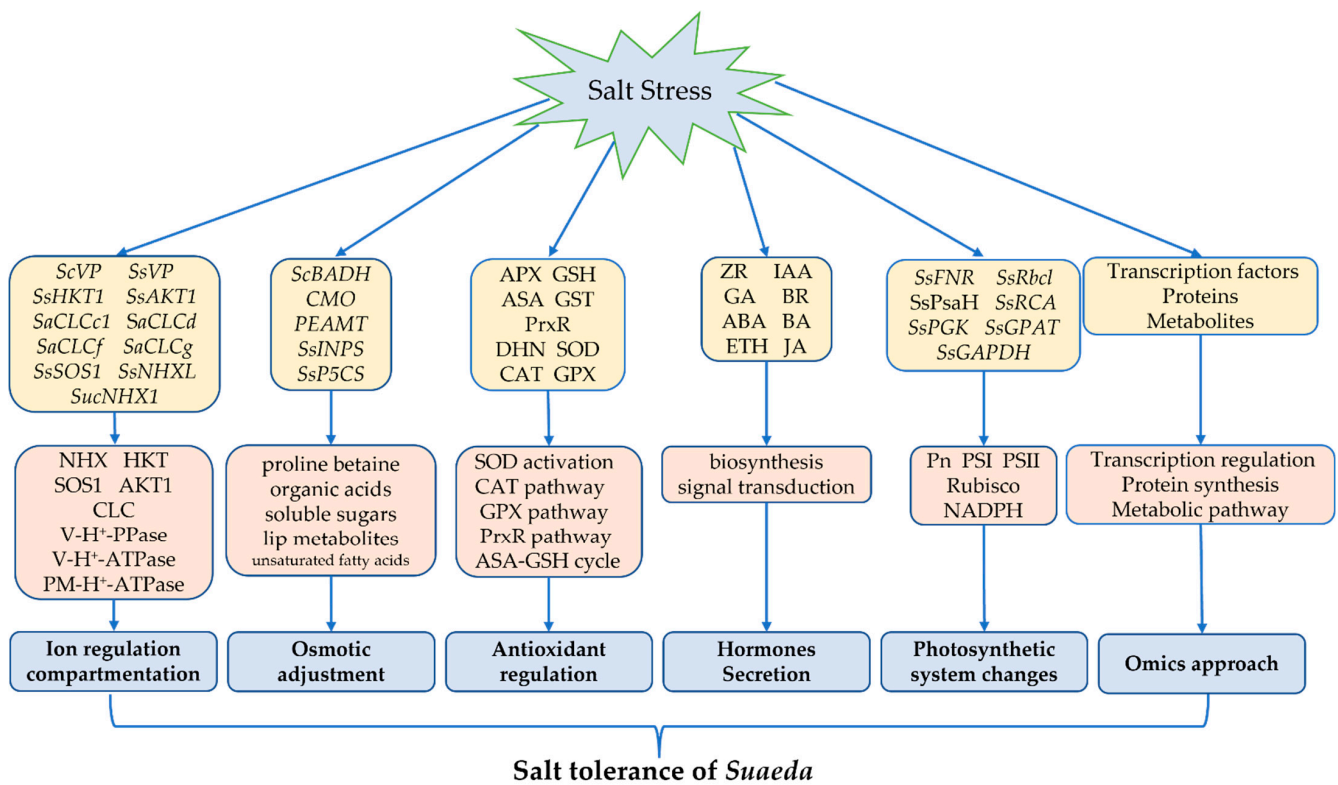 Salt Stress
ScVP SsVP
SsHKT1 SsAKT1
SaCLCc1 SaCLCd
SaCLCf SaCLCg
SsSOS1 SsNHXL
SucNHX1
ScBADH
CMO
PEAMT
SsINPS
SsP5CS
APX GSH
ASA GST
PrxR
DHN SOD
CAT GPX
ZR IAA
GA BR
ABA BA
ETH JA
SsFNR SsRbcl
SsPsaH SsRCA
SsPGK SsGPAT
SsGAPDH
Transcription factors
Proteins
Metabolites
NHX HKT
SOS1 AKT1
CLC
V-H⁺-PPase
V-H⁺-ATPase
PM-H⁺-ATPase
proline betaine
organic acids
soluble sugars
lip metabolites
unsaturated fatty acids
SOD activation
CAT pathway
GPX pathway
PrxR pathway
ASA-GSH cycle
biosynthesis
signal transduction
Pn PSI PSII
Rubisco
NADPH
Transcription regulation
Protein synthesis
Metabolic pathway
Ion regulation
compartmentation
Osmotic
adjustment
Antioxidant
regulation
Hormones
Secretion
Photosynthetic
system changes
Omics approach
Salt tolerance of Suaeda